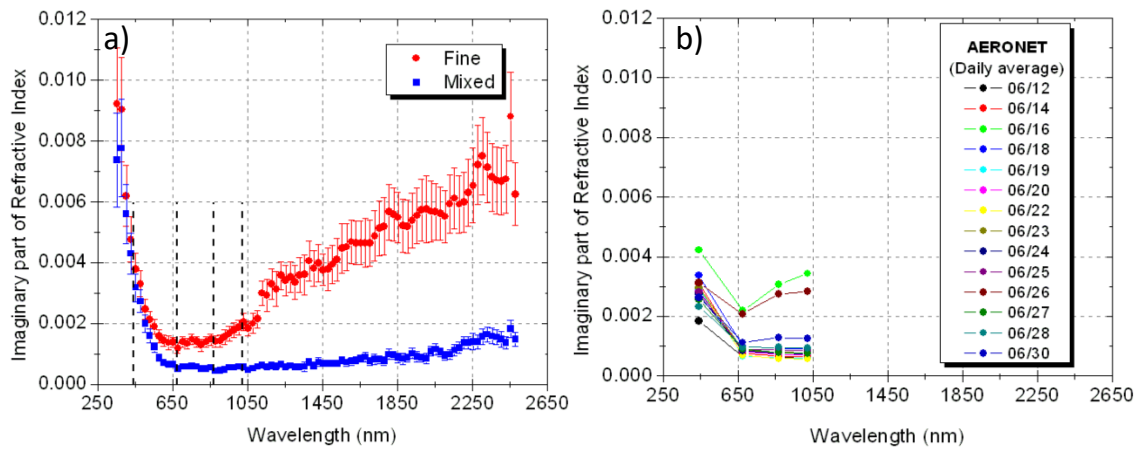 a)
0.012
0.010
0.008
0.006
0.004
0.002
0.000
Imaginary part of Refractive Index
Fine
Mixed
250 650 1050 1450 1850 2250 2650
Wavelength (nm)
b)
0.012
0.010
0.008
0.006
0.004
0.002
0.000
Imaginary part of Refractive Index
AERONET
(Daily average)
06/12
06/14
06/16
06/18
06/19
06/20
06/22
06/23
06/24
06/25
06/26
06/27
06/28
06/30
250 650 1050 1450 1850 2250 2650
Wavelength (nm)